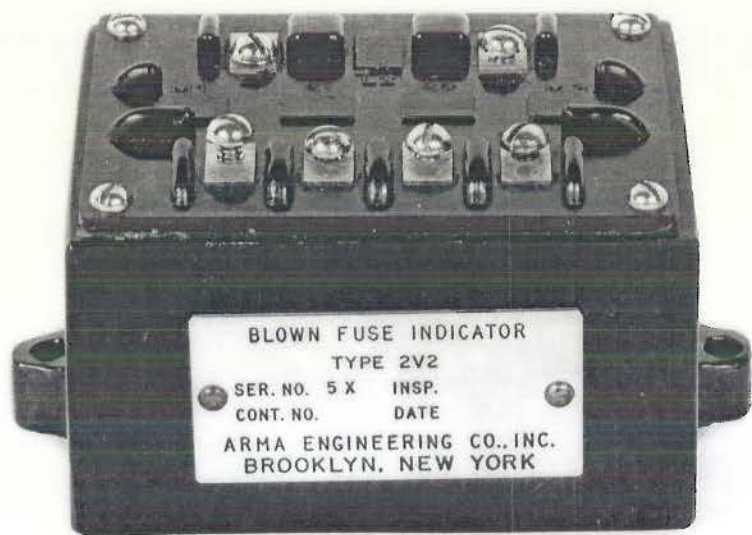 BLOWN FUSE INDICATOR
TYPE 2V2
SER. NO. 5 X INSP.
CONT. NO. DATE
ARMA ENGINEERING CO., INC.
BROOKLYN, NEW YORK